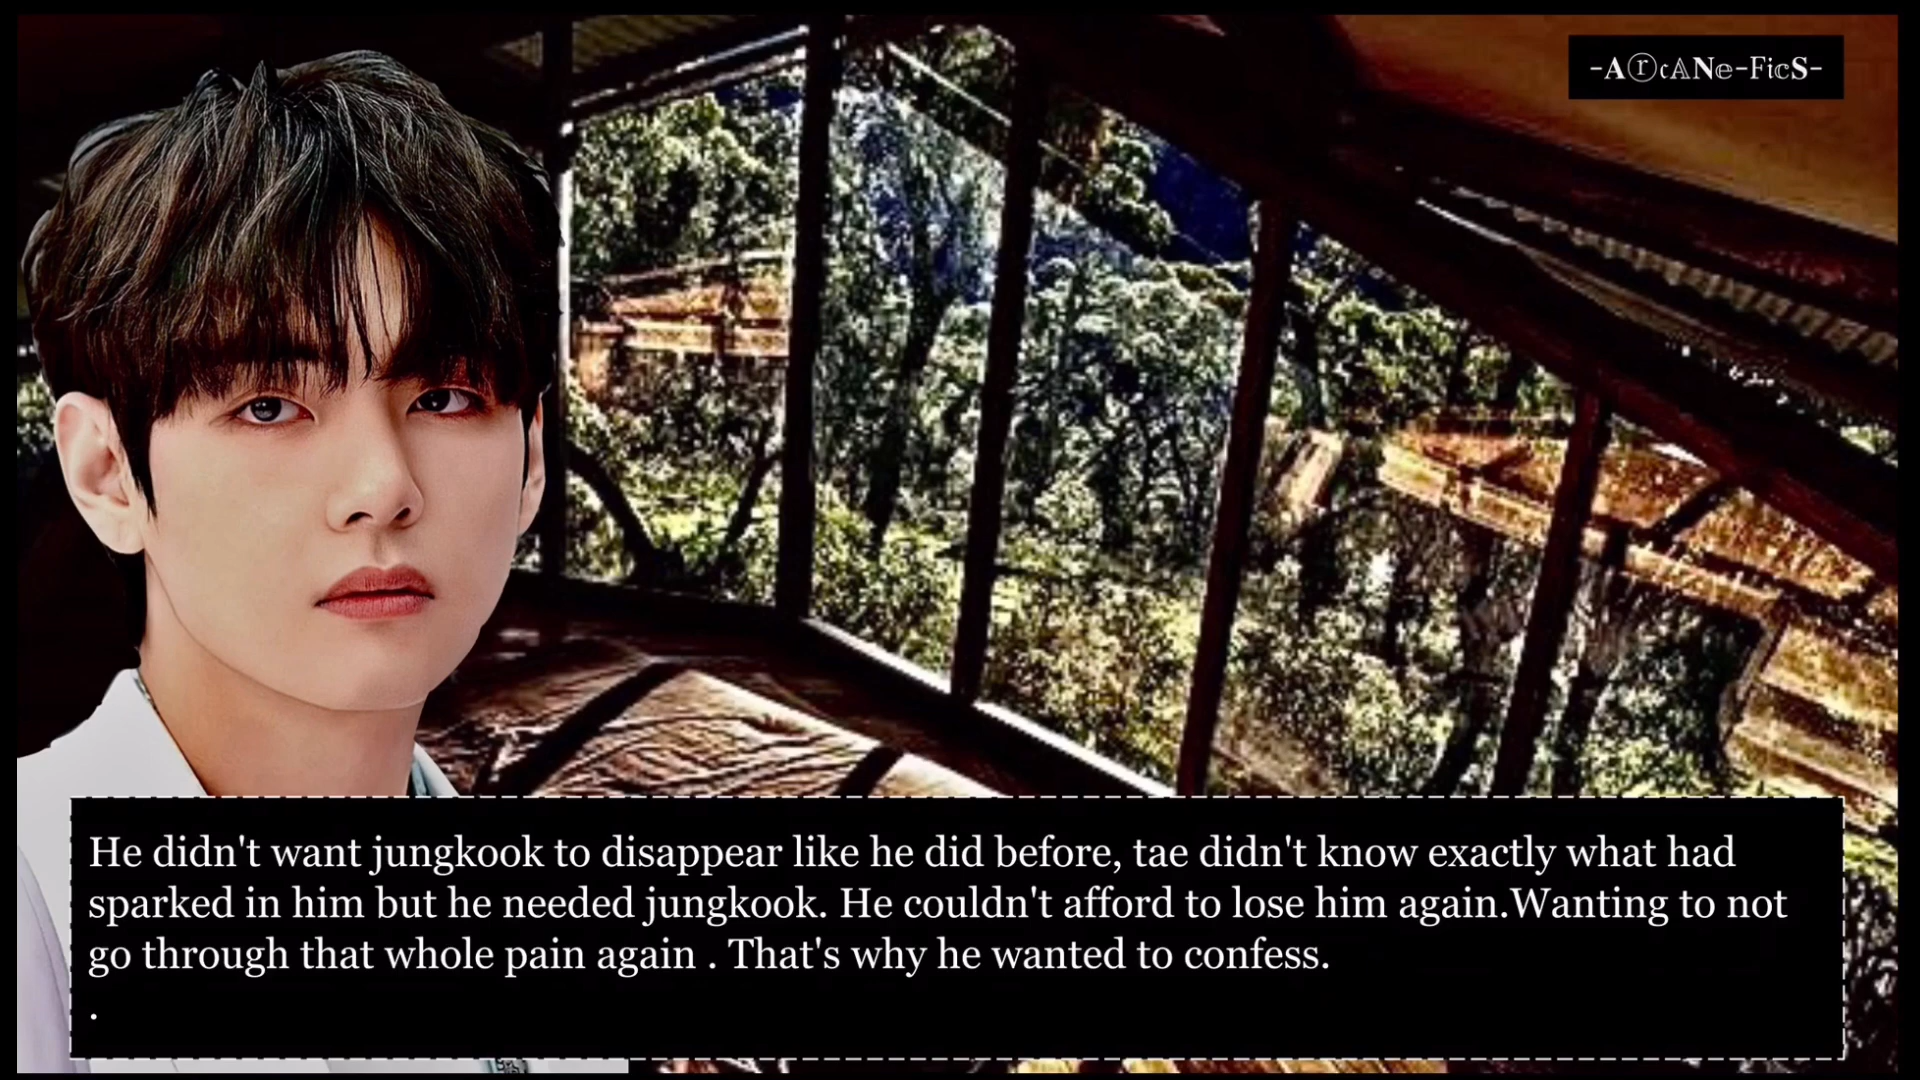 -AⓡcᴀNe-FicS-
He didn't want jungkook to disappear like he did before, tae didn't know exactly what had
sparked in him but he needed jungkook. He couldn't afford to lose him again.Wanting to not
go through that whole pain again . That's why he wanted to confess.
.